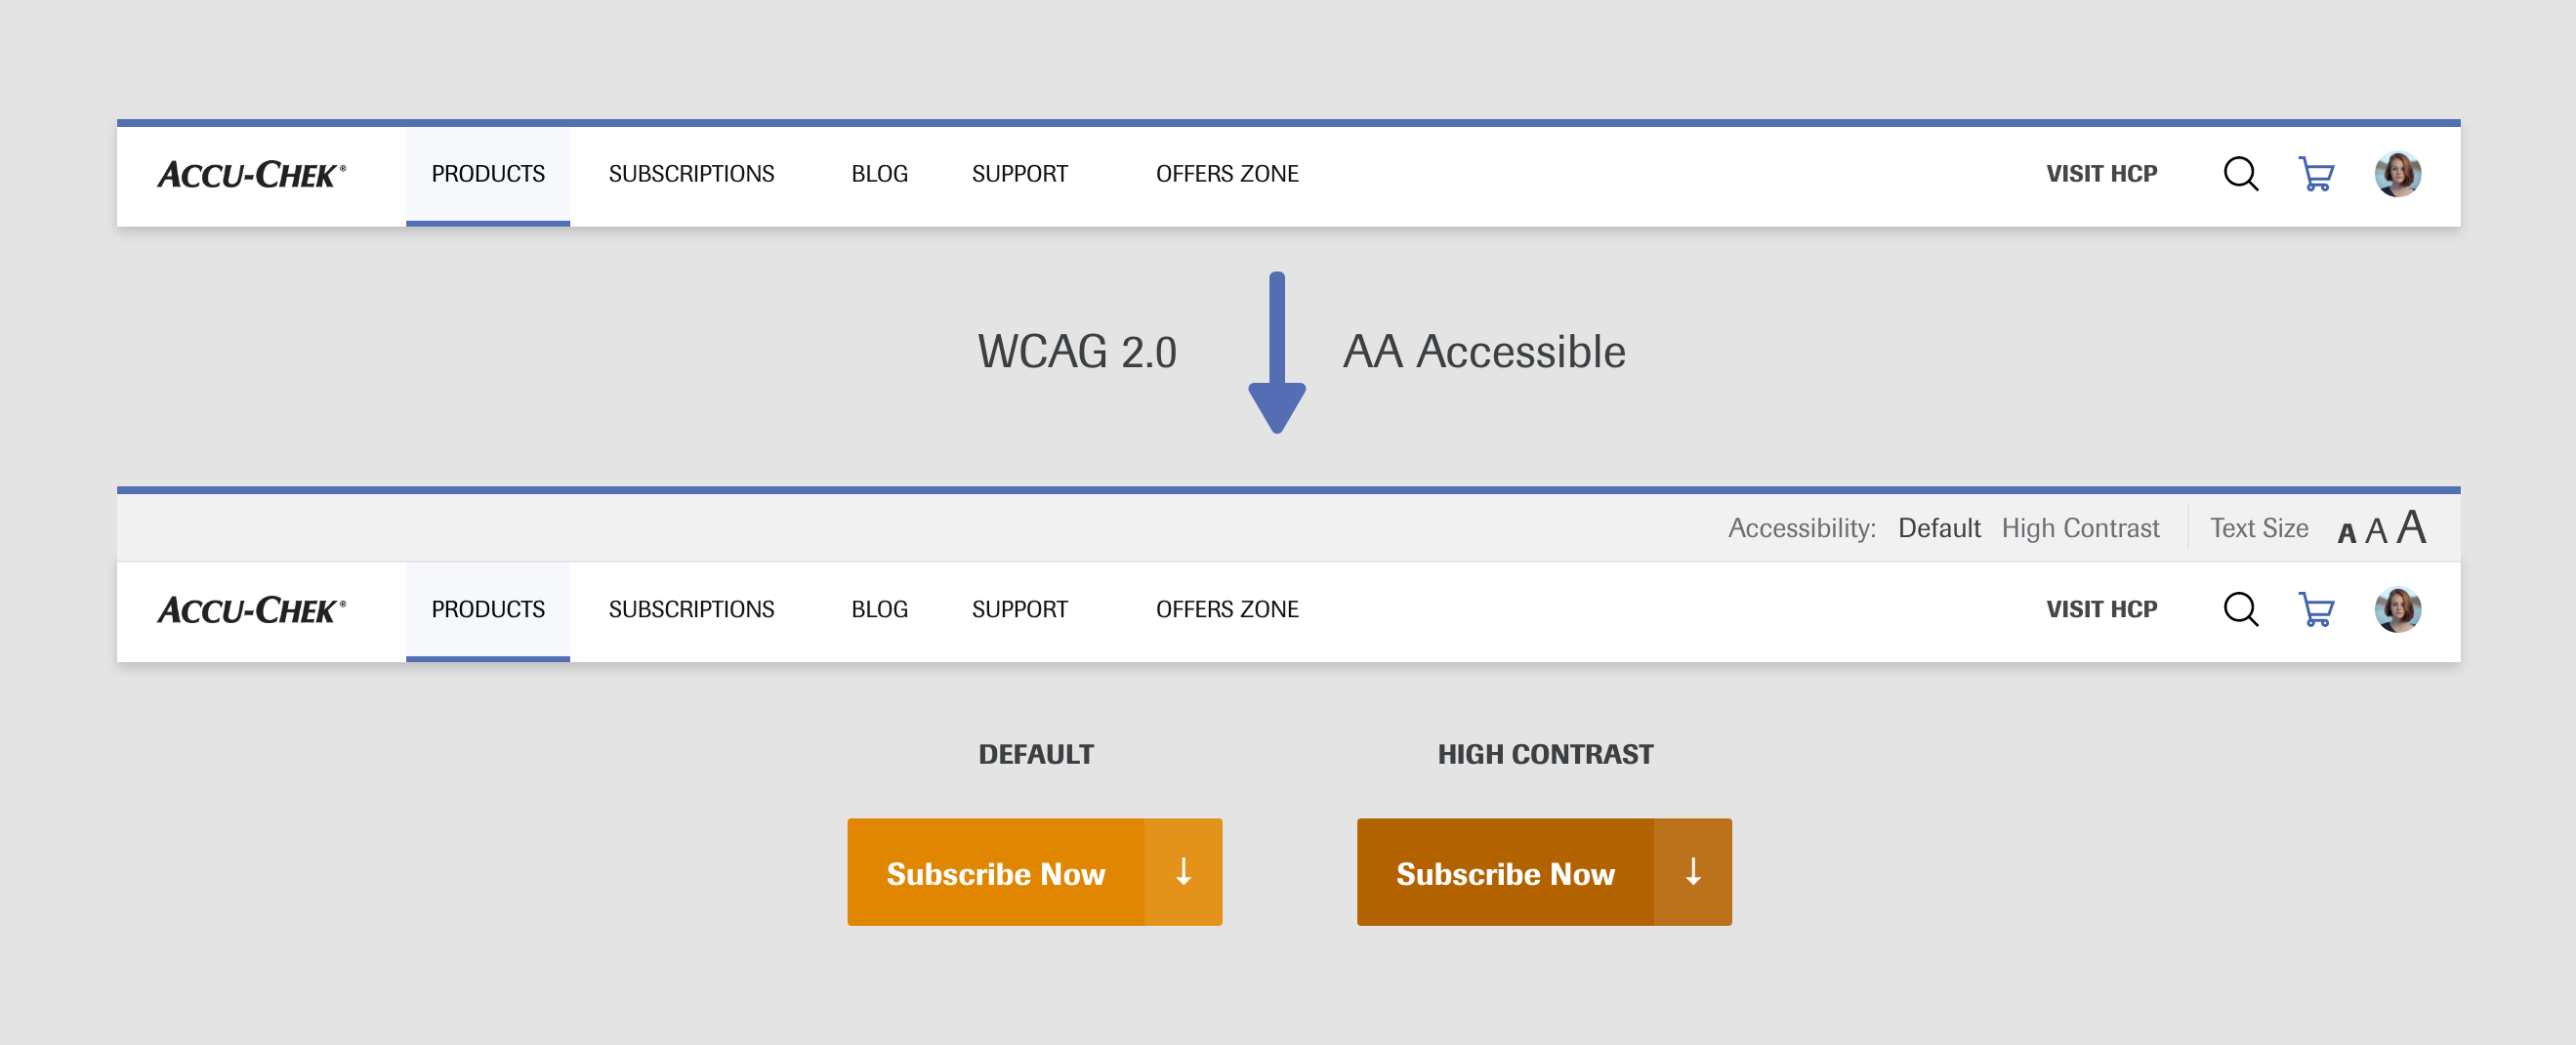 ACCU-CHEK® PRODUCTS SUBSCRIPTIONS BLOG SUPPORT OFFERS ZONE VISIT HCP
WCAG 2.0 AA Accessible
Accessibility: Default High Contrast Text Size A A A
ACCU-CHEK® PRODUCTS SUBSCRIPTIONS BLOG SUPPORT OFFERS ZONE VISIT HCP
DEFAULT HIGH CONTRAST
Subscribe Now Subscribe Now